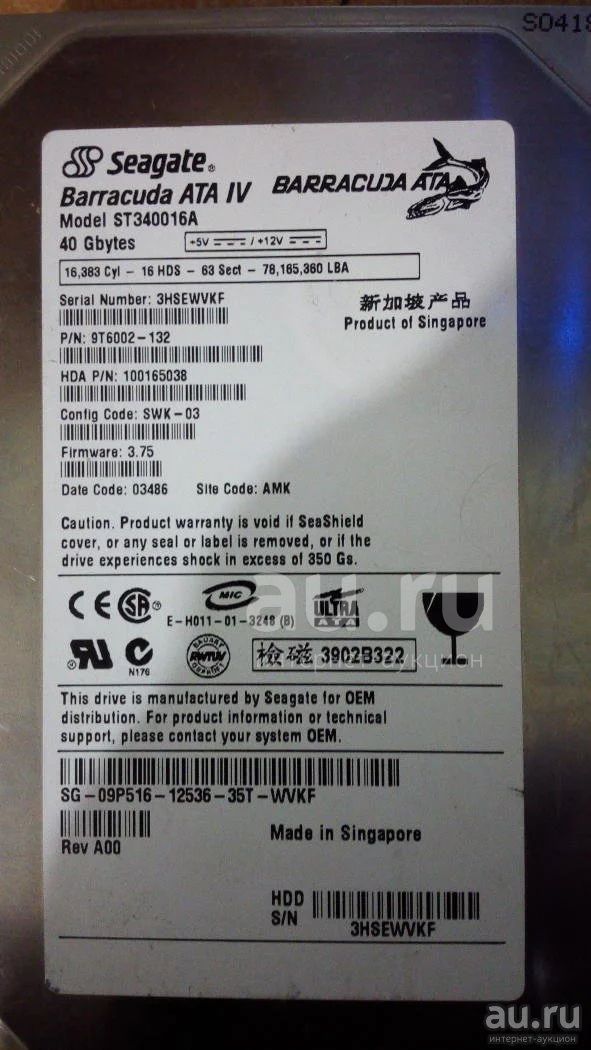 S0418
Seagate®
Barracuda ATA IV
BARRACUDA ATA
Model ST340016A
40 Gbytes
+5V / +12V
16,383 Cyl - 16 HDS - 63 Sect - 78,165,360 LBA
Serial Number: 3HSEWVKF
新加坡产品
Product of Singapore
P/N: 9T6002-132
HDA P/N: 100165038
Config Code: SWK-03
Firmware: 3.75
Date Code: 03486 Site Code: AMK
Caution. Product warranty is void if SeaShield
cover, or any seal or label is removed, or if the
drive experiences shock in excess of 350 Gs.
CE SA® MIC
E-H011-01-3248 (B)
ULTRA
ATA
N176
檢磁 3902B322
au.ru
интернет-аукцион
This drive is manufactured by Seagate for OEM
distribution. For product information or technical
support, please contact your system OEM.
SG-09P516-12536-35T-WVKF
Rev A00
Made in Singapore
HDD
S/N
3HSEWVKF
au.ru
интернет-аукцион